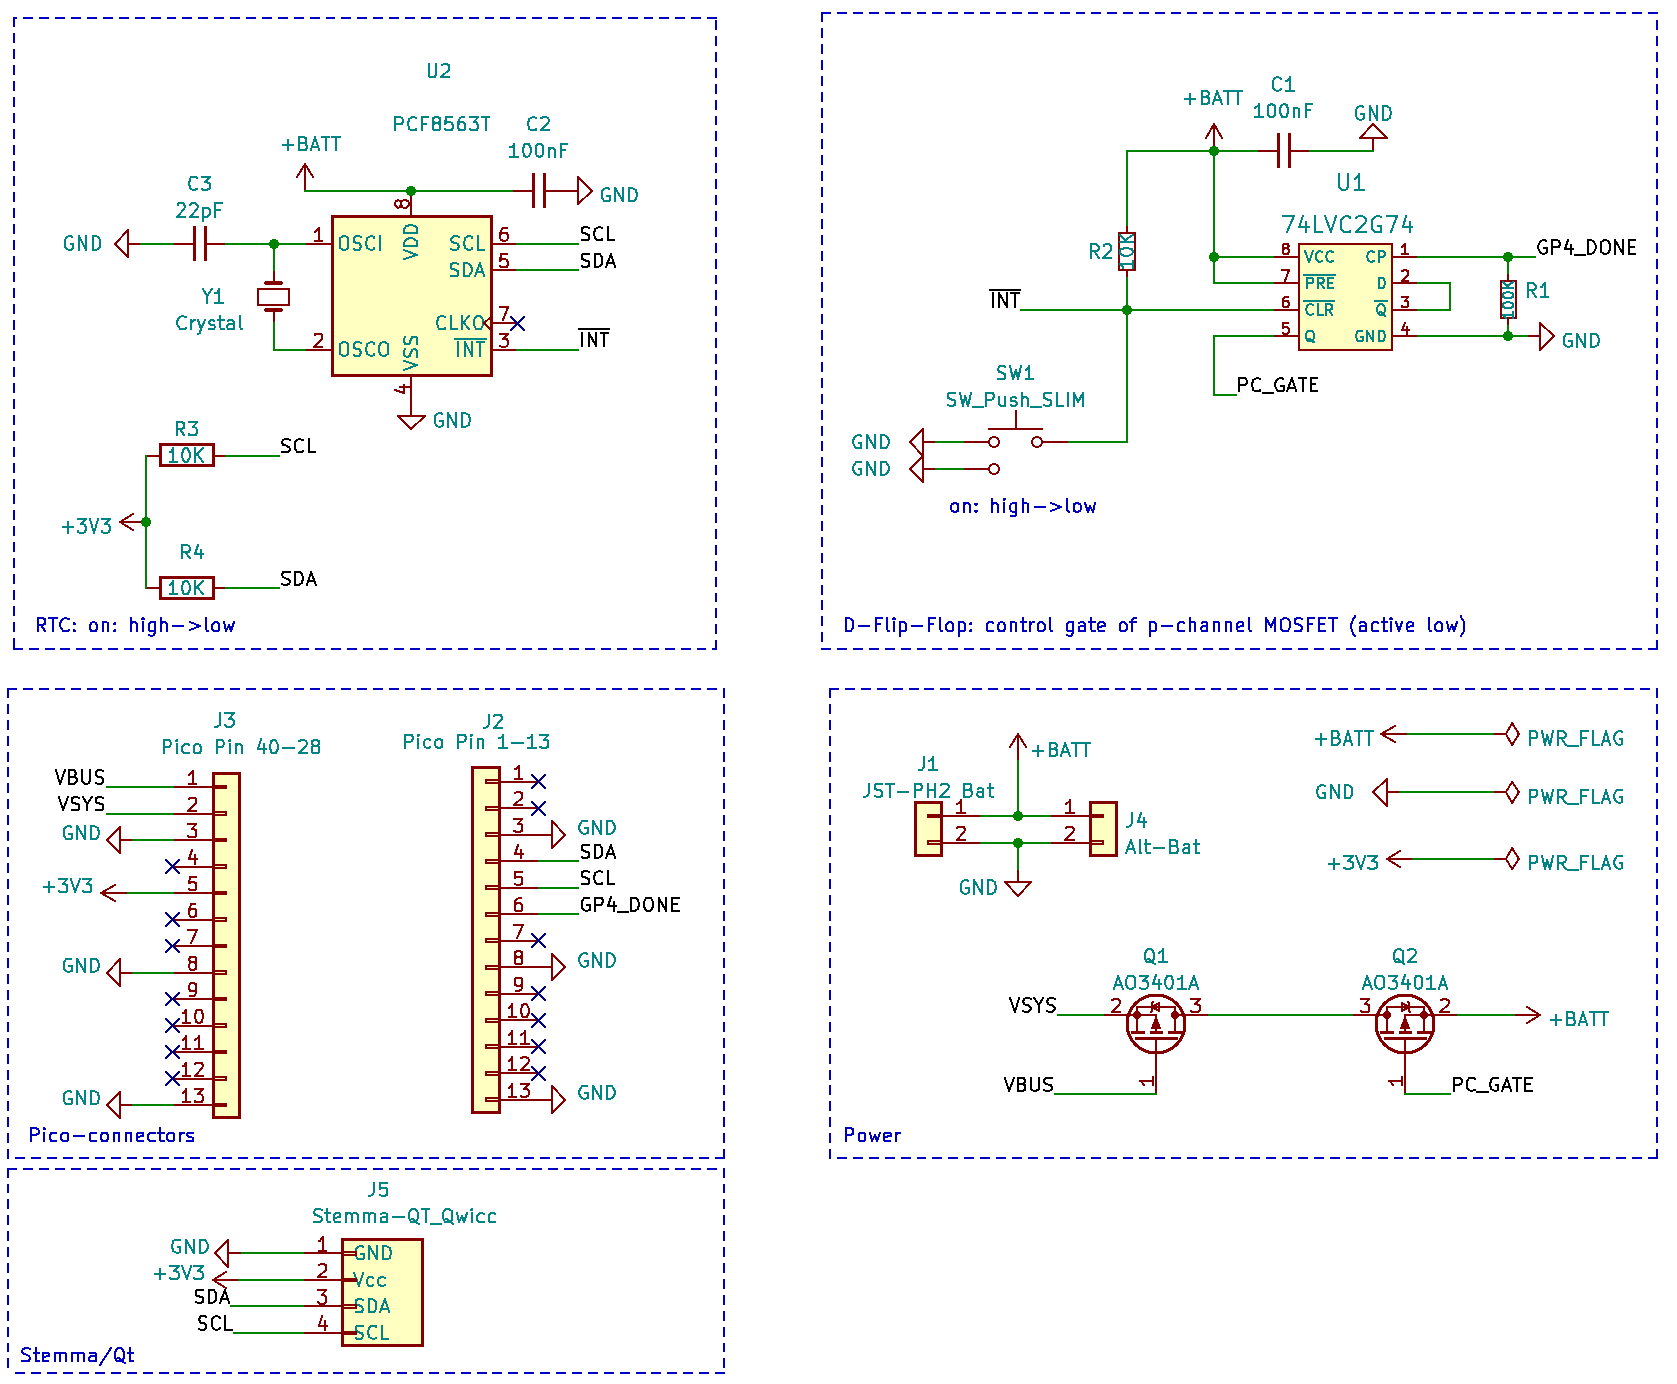 U2
PCF8563T
+BATT
C2
100nF
GND
C3
22pF
GND
8
VDD
1
OSCI
SCL
6
SCL
SDA
5
SDA
Y1
Crystal
CLKO
7
2
OSCO
VSS
INT
3
INT
4
GND
R3
10K
SCL
+3V3
R4
10K
SDA
RTC: on: high->low
C1
100nF
+BATT
GND
U1
74LVC2G74
R2
10K
8
VCC
CP
1
GP4_DONE
7
PRE
D
2
R1
100K
INT
6
CLR
Q
3
5
Q
GND
4
GND
PC_GATE
SW1
SW_Push_SLIM
GND
GND
on: high->low
D-Flip-Flop: control gate of p-channel MOSFET (active low)
J3
Pico Pin 40-28
VBUS
1
VSYS
2
GND
3
4
+3V3
5
6
7
GND
8
9
10
11
12
GND
13
J2
Pico Pin 1-13
1
2
3
GND
4
SDA
5
SCL
6
GP4_DONE
7
8
GND
9
10
11
12
13
GND
Pico-connectors
+BATT
J1
JST-PH2 Bat
1
1
2
2
J4
Alt-Bat
GND
+BATT
PWR_FLAG
GND
PWR_FLAG
+3V3
PWR_FLAG
Q1
AO3401A
VSYS
2
3
VBUS
1
Q2
AO3401A
3
2
+BATT
1
PC_GATE
Power
J5
Stemma-QT_Qwicc
GND
1
GND
+3V3
2
Vcc
SDA
3
SDA
SCL
4
SCL
Stemma/Qt